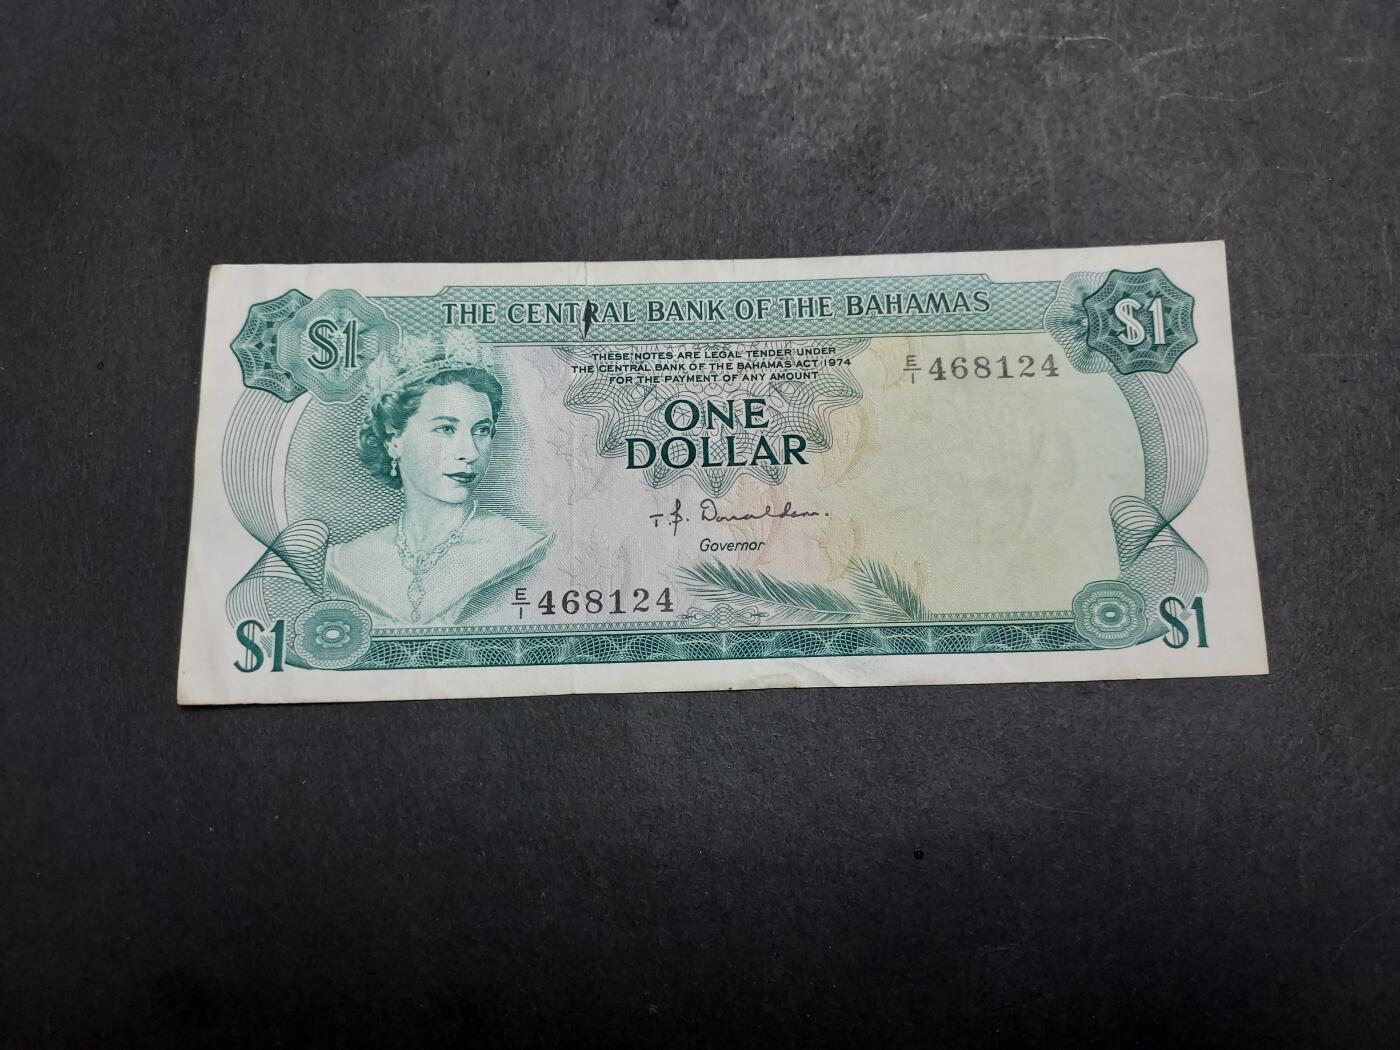 $1
THE CENTRAL BANK OF THE BAHAMAS
$1
THESE NOTES ARE LEGAL TENDER UNDER
THE CENTRAL BANK OF THE BAHAMAS ACT 1974
FOR THE PAYMENT OF ANY AMOUNT
E/1 468124
ONE
DOLLAR
T.B. Donaldson.
Governor
E/1 468124
$1
$1